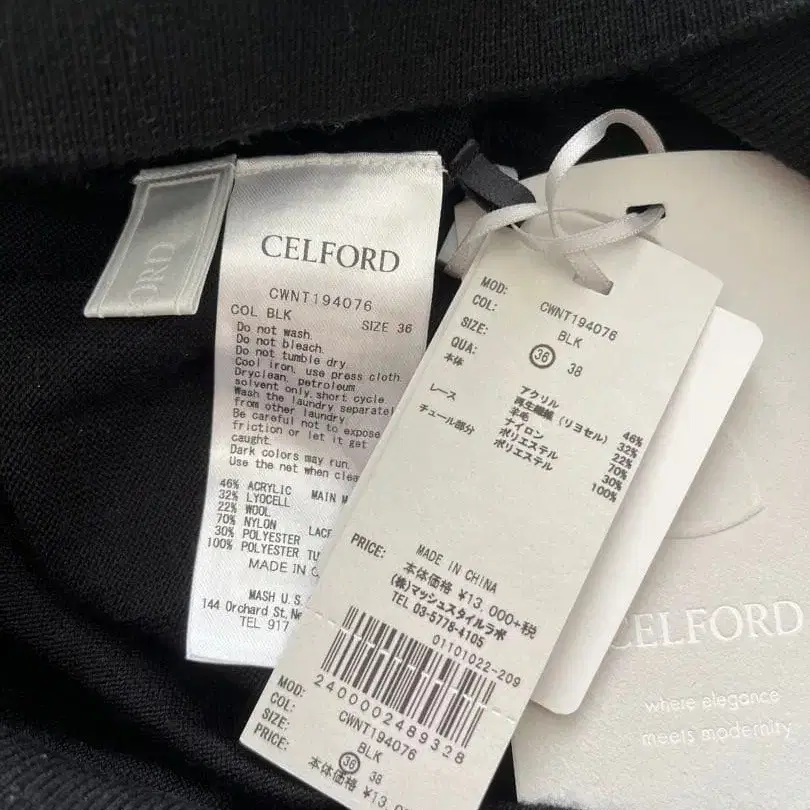 ORD
CELFORD
CWNT194076
COL BLK SIZE 36
Do not wash.
Do not bleach.
Do not tumble dry.
Cool iron, use press cloth.
Dryclean, petroleum
solvent only, short cycle
Wash the laundry separatel
from other laundry.
Be careful not to expose
friction or let it get
caught.
Dark colors may run.
Use the net when clea
46% ACRYLIC MAIN M
32% LYOCELL
22% WOOL
70% NYLON LACE
30% POLYESTER
100% POLYESTER TU
MADE IN C
MASH U.S.
144 Orchard St, Ne
TEL 917
MOD: CWNT194076
COL: BLK
SIZE: 36 38
QUA:
本体 アクリル 46%
再生繊維 (リヨセル) 32%
羊毛 22%
レース ナイロン 70%
ポリエステル 30%
チュール部分 ポリエステル 100%
MADE IN CHINA
PRICE: 本体価格 ¥13,000+税
(株)マッシュスタイルラボ
TEL 03-5778-4105
01101022-209
2400002489328
MOD: CWNT194076
COL: BLK
SIZE: 36 38
PRICE: 本体価格 ¥13,0
CELFORD
where elegance
meets modernity